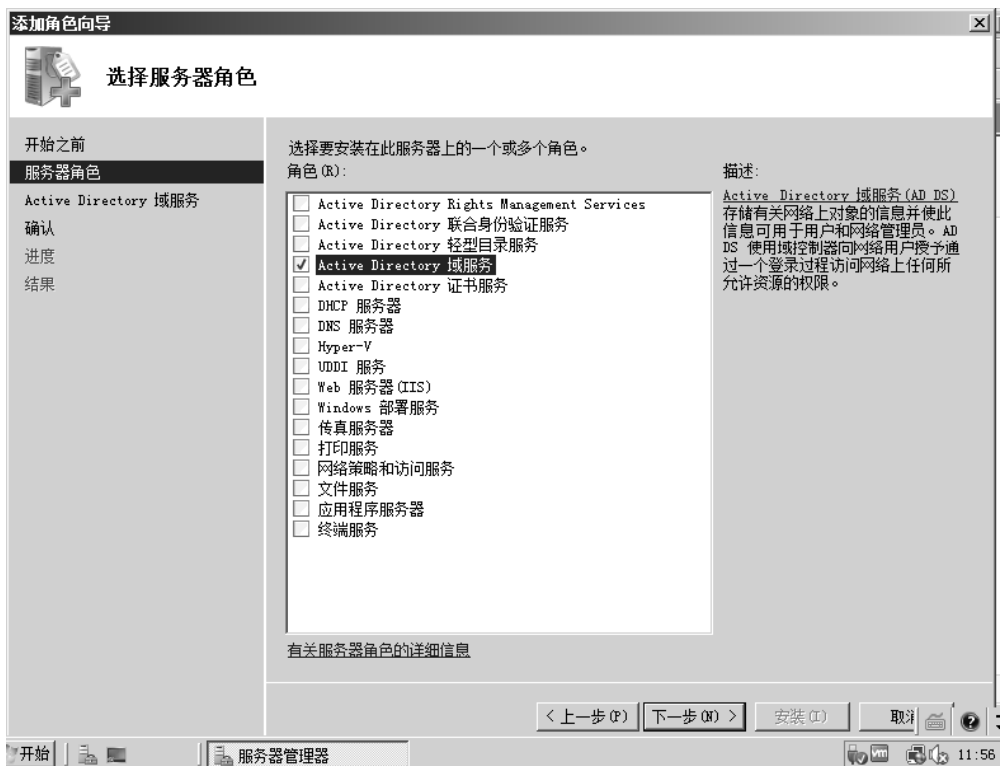 添加角色向导
选择服务器角色
开始之前
服务器角色
Active Directory 域服务
确认
进度
结果
选择要安装在此服务器上的一个或多个角色。
角色(R):
Active Directory Rights Management Services
Active Directory 联合身份验证服务
Active Directory 轻型目录服务
Active Directory 域服务
Active Directory 证书服务
DHCP 服务器
DNS 服务器
Hyper-V
UDDI 服务
Web 服务器(IIS)
Windows 部署服务
传真服务器
打印服务
网络策略和访问服务
文件服务
应用程序服务器
终端服务
有关服务器角色的详细信息
描述:
Active Directory 域服务(AD DS)
存储有关网络上对象的信息并使此
信息可用于用户和网络管理员。AD
DS 使用域控制器向网络用户授予通
过一个登录过程访问网络上任何所
允许资源的权限。
< 上一步(P)
下一步(N) >
安装(I)
开始
服务器管理器
vm
11:56